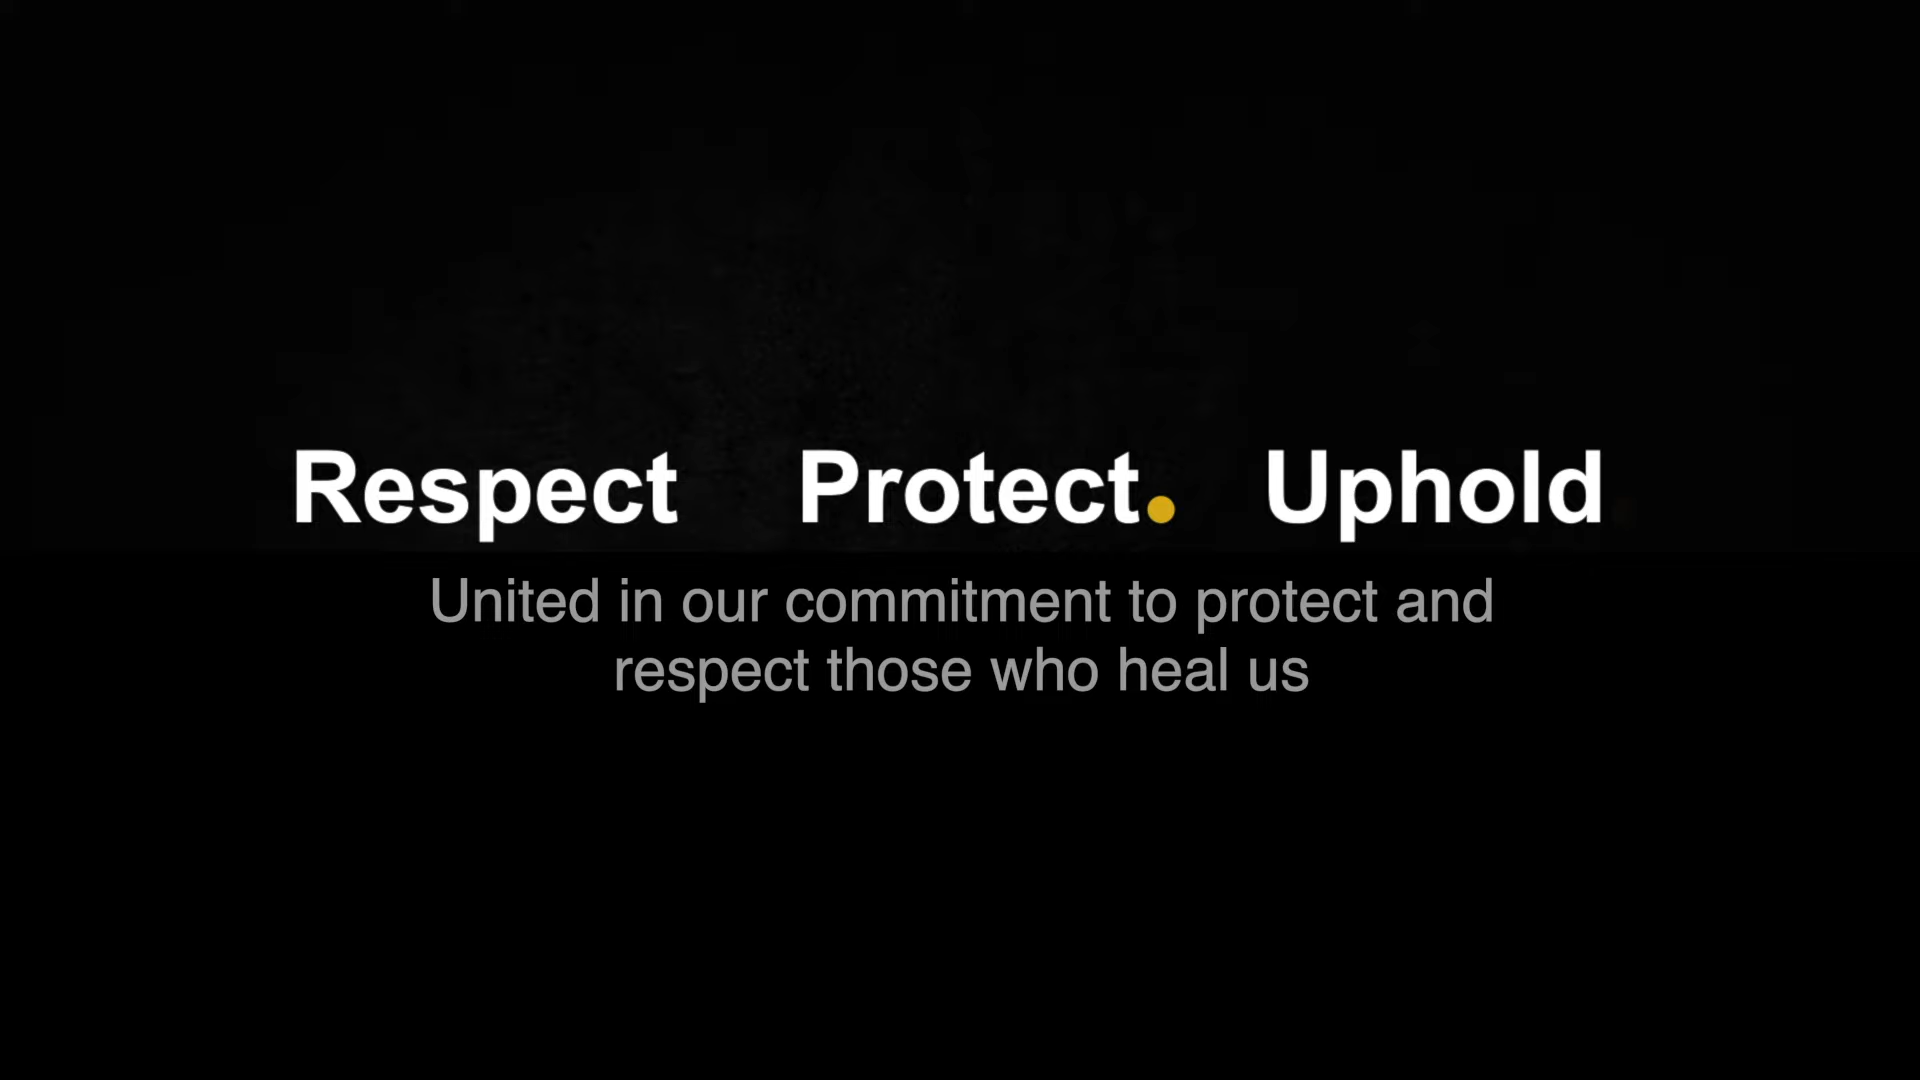 Respect Protect. Uphold
United in our commitment to protect and
respect those who heal us